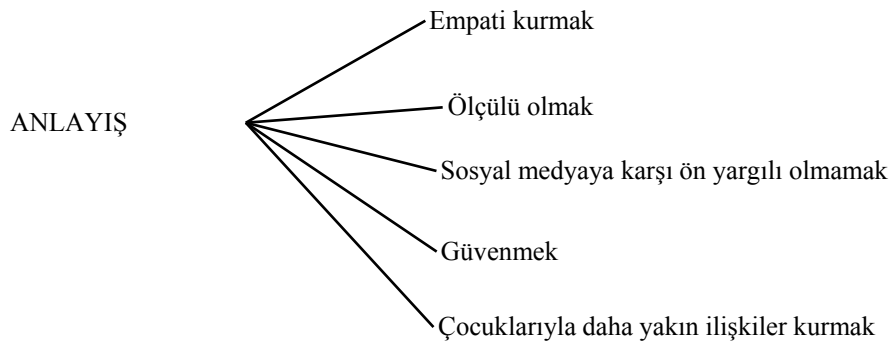 Empati kurmak
ANLAYIŞ
Ölçülü olmak
Sosyal medyaya karşı ön yargılı olmamak
Güvenmek
Çocuklarıyla daha yakın ilişkiler kurmak